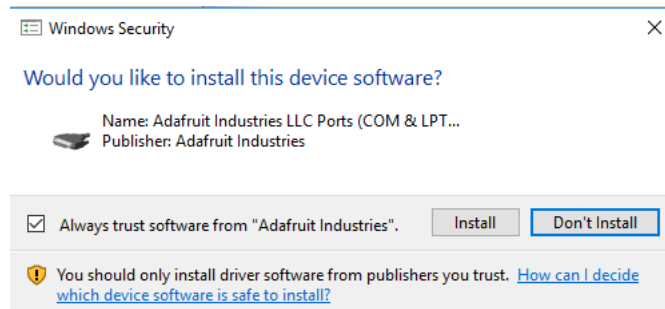 Windows Security
Would you like to install this device software?
Name: Adafruit Industries LLC Ports (COM & LPT...
Publisher: Adafruit Industries
Always trust software from "Adafruit Industries".
Install
Don't Install
You should only install driver software from publishers you trust. How can I decide
which device software is safe to install?